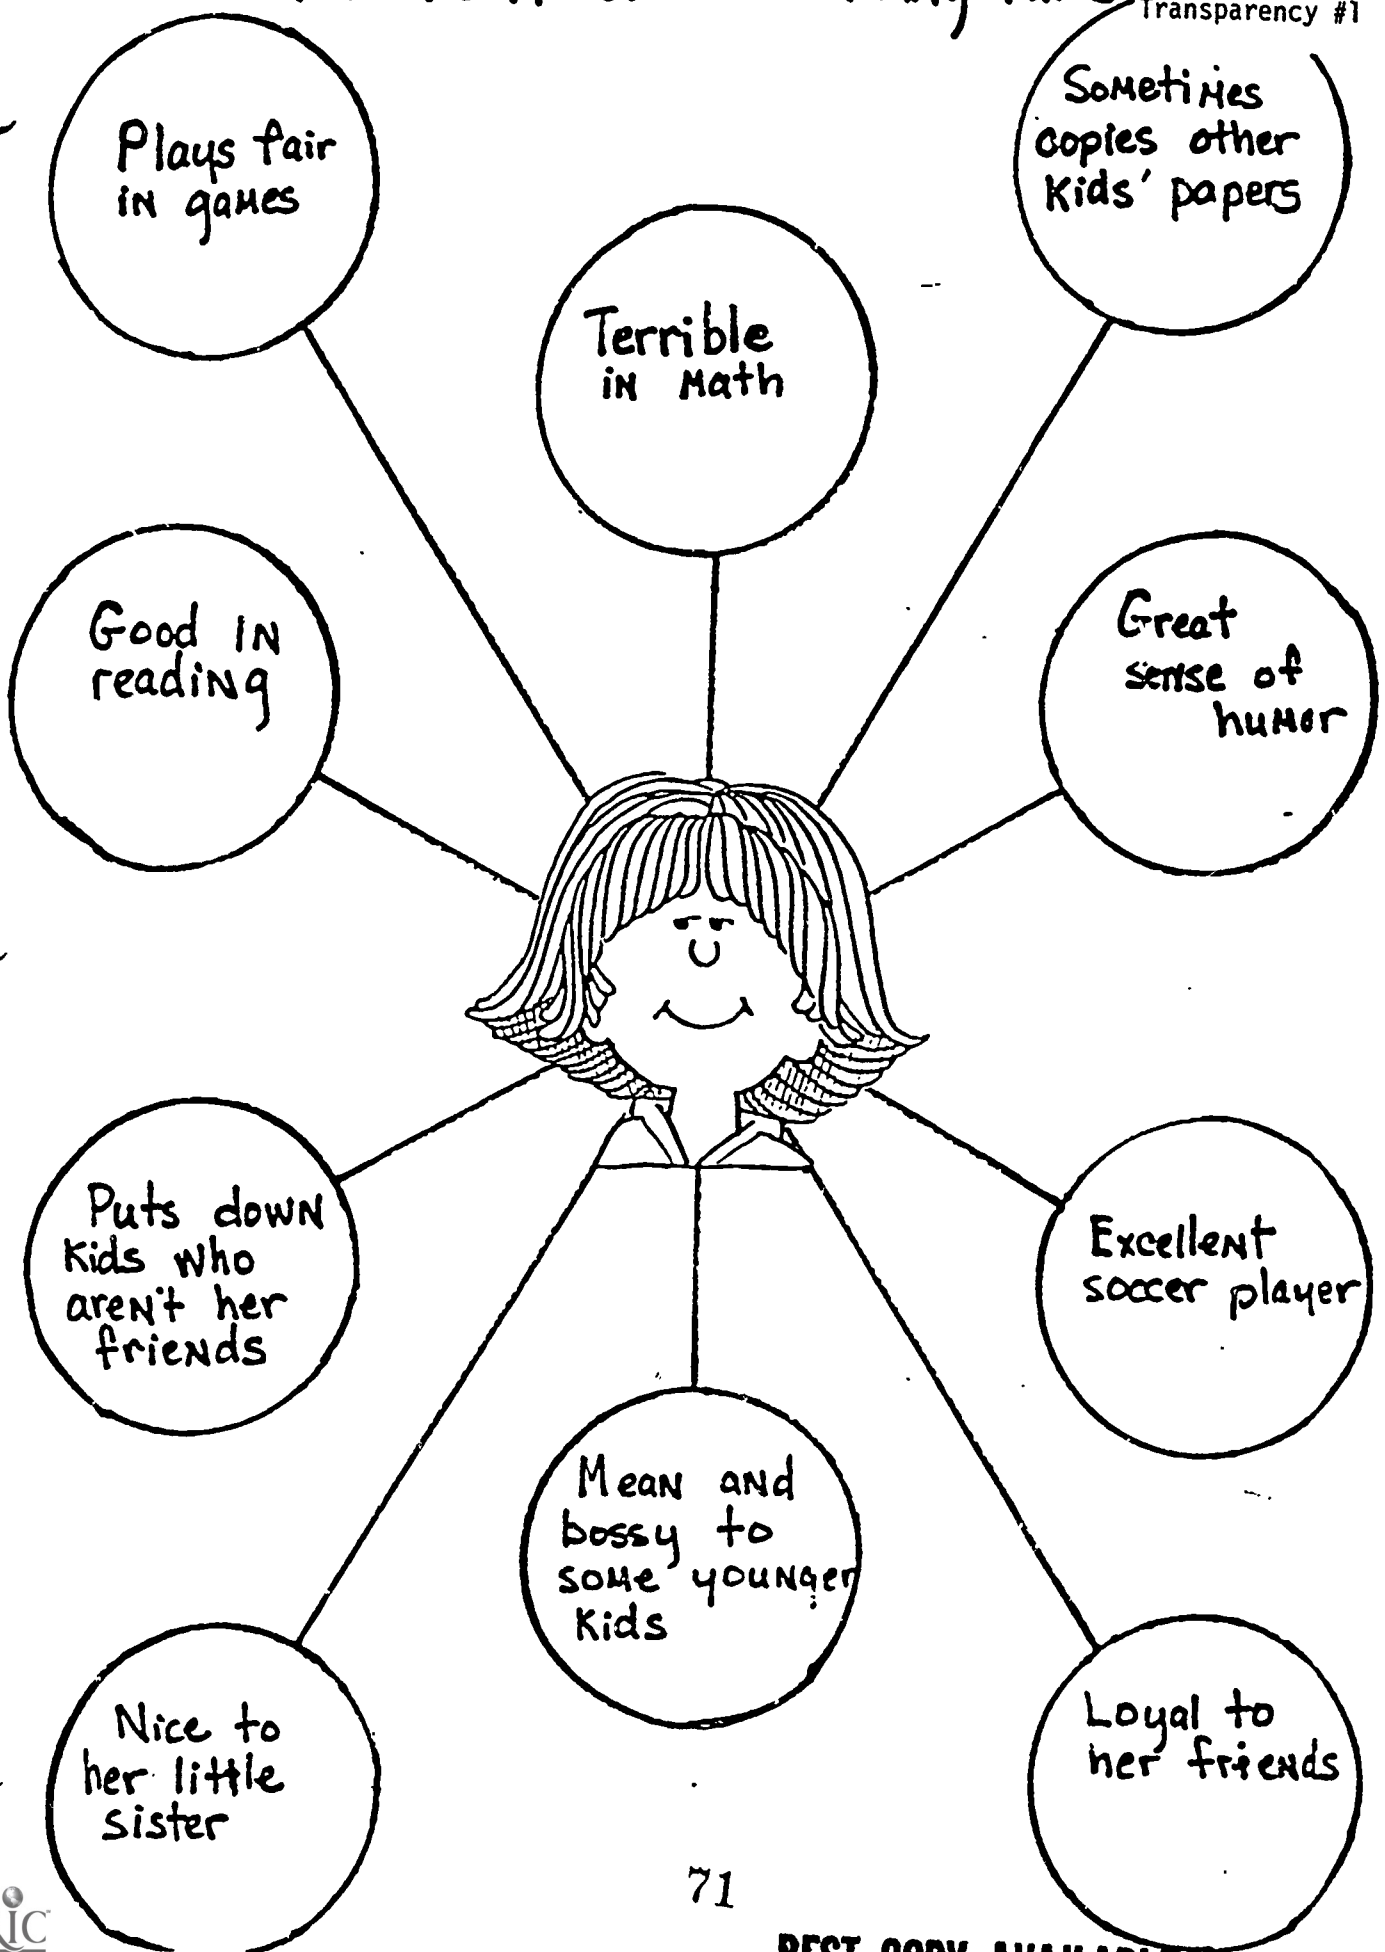 Transparency #1
Plays fair
in games
Sometimes
copies other
kids' papers
Terrible
in math
Good in
reading
Great
sense of
humor
Puts down
kids who
aren't her
friends
Excellent
soccer player
Mean and
bossy to
some younger
kids
Nice to
her little
sister
Loyal to
her friends
71
IC